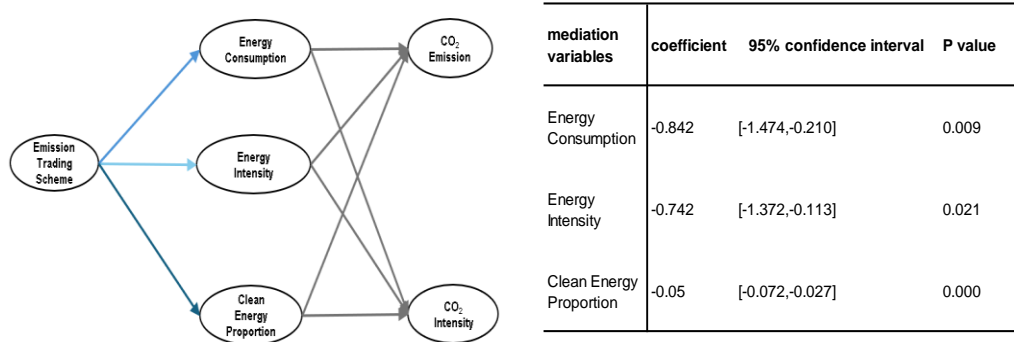 Energy
Consumption
CO₂
Emission
Emission
Trading
Scheme
Energy
Intensity
Clean
Energy
Proportion
CO₂
Intensity
mediation
variables
coefficient
95% confidence interval
P value
Energy
Consumption
-0.842
[-1.474,-0.210]
0.009
Energy
Intensity
-0.742
[-1.372,-0.113]
0.021
Clean Energy
Proportion
-0.05
[-0.072,-0.027]
0.000